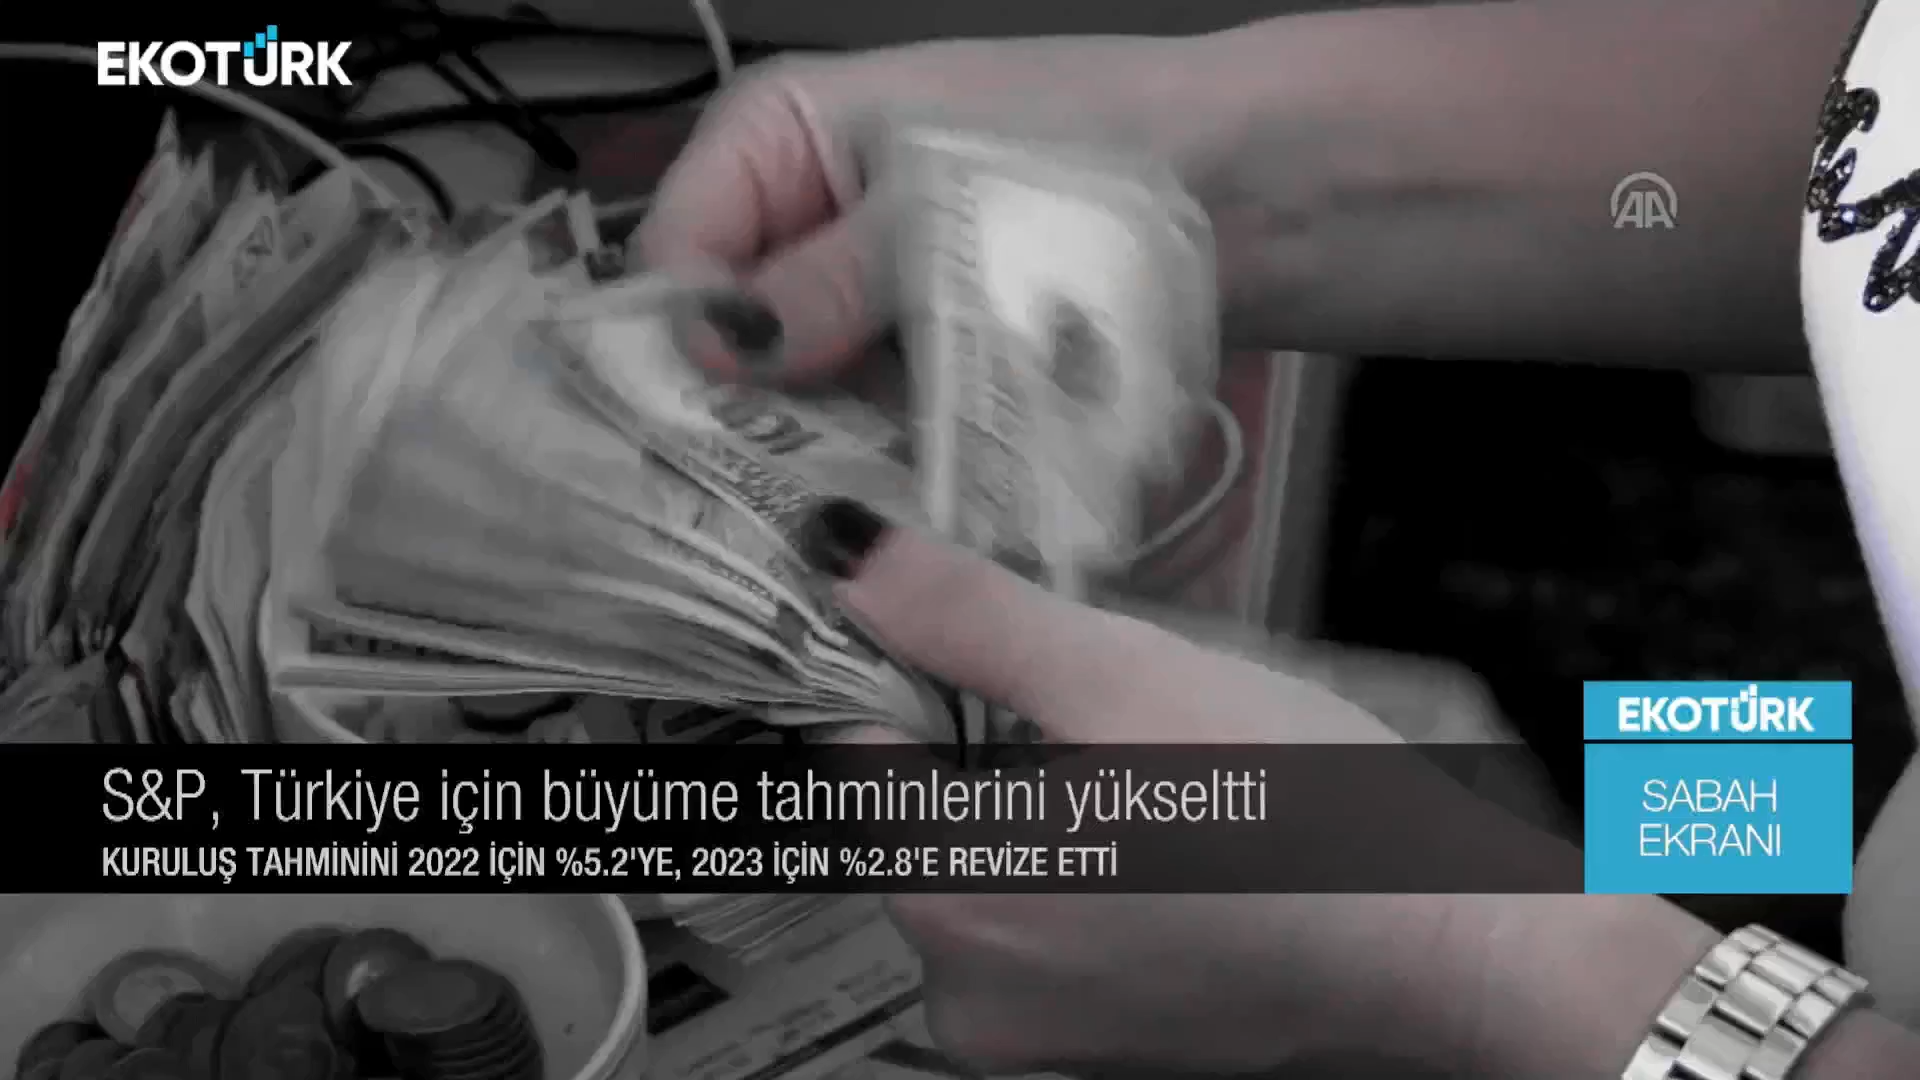 EKOTÜRK
AA
EKOTÜRK
S&P, Türkiye için büyüme tahminlerini yükseltti
KURULUŞ TAHMİNİNİ 2022 İÇİN %5.2'YE, 2023 İÇİN %2.8'E REVİZE ETTİ
SABAH
EKRANI